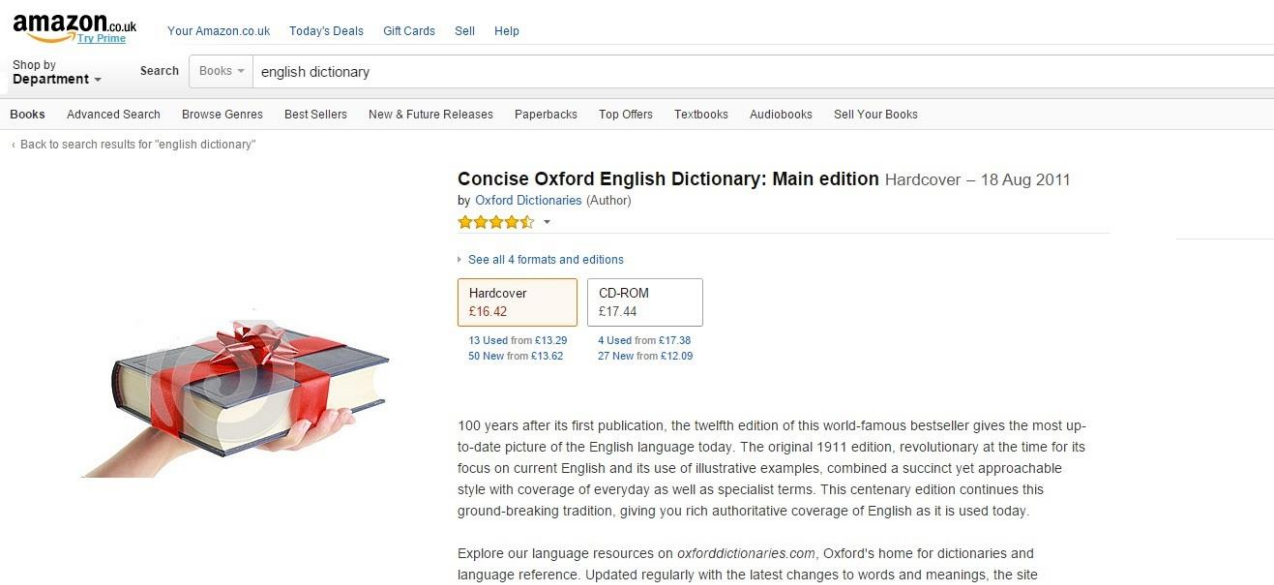 amazon.co.uk
Try Prime
Your Amazon.co.uk Today's Deals Gift Cards Sell Help
Shop by
Department
Search Books english dictionary
Books Advanced Search Browse Genres Best Sellers New & Future Releases Paperbacks Top Offers Textbooks Audiobooks Sell Your Books
‹ Back to search results for "english dictionary"
Concise Oxford English Dictionary: Main edition Hardcover – 18 Aug 2011
by Oxford Dictionaries (Author)
See all 4 formats and editions
Hardcover
£16.42
CD-ROM
£17.44
13 Used from £13.29
50 New from £13.62
4 Used from £17.38
27 New from £12.09
100 years after its first publication, the twelfth edition of this world-famous bestseller gives the most up-
to-date picture of the English language today. The original 1911 edition, revolutionary at the time for its
focus on current English and its use of illustrative examples, combined a succinct yet approachable
style with coverage of everyday as well as specialist terms. This centenary edition continues this
ground-breaking tradition, giving you rich authoritative coverage of English as it is used today.
Explore our language resources on oxforddictionaries.com, Oxford's home for dictionaries and
language reference. Updated regularly with the latest changes to words and meanings, the site